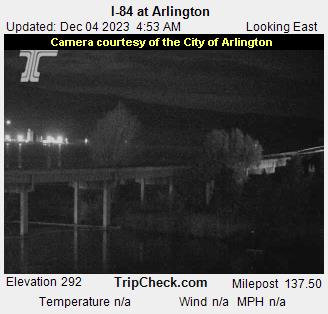 I-84 at Arlington
Updated: Dec 04 2023 4:53 AM Looking East
Camera courtesy of the City of Arlington
Elevation 292 TripCheck.com Milepost 137.50
Temperature n/a Wind n/a MPH n/a